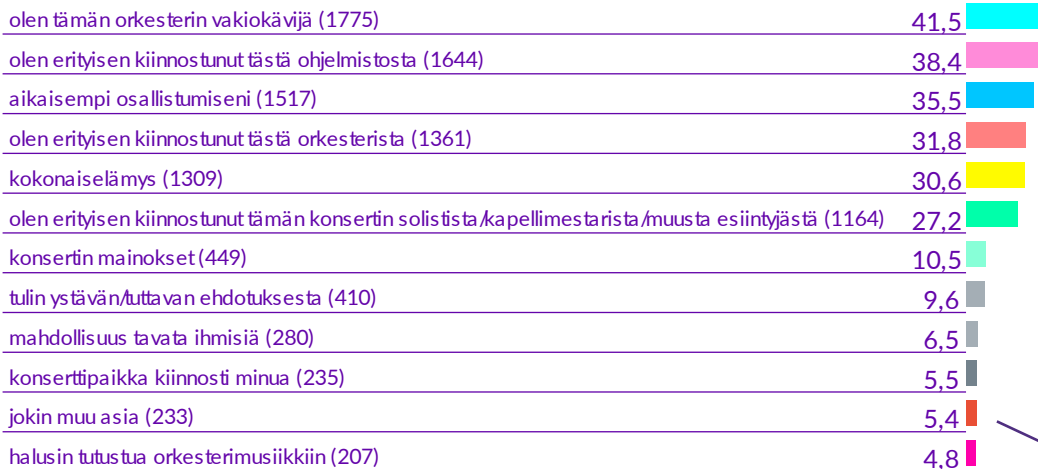 olen tämän orkesterin vakiokävijä (1775) 41,5
olen erityisen kiinnostunut tästä ohjelmistosta (1644) 38,4
aikaisempi osallistumiseni (1517) 35,5
olen erityisen kiinnostunut tästä orkesterista (1361) 31,8
kokonaiselämys (1309) 30,6
olen erityisen kiinnostunut tämän konsertin solistista/kapellimestarista/muusta esiintyjästä (1164) 27,2
konsertin mainokset (449) 10,5
tulin ystävän/tuttavan ehdotuksesta (410) 9,6
mahdollisuus tavata ihmisiä (280) 6,5
konserttipaikka kiinnosti minua (235) 5,5
jokin muu asia (233) 5,4
halusin tutustua orkesterimusiikkiin (207) 4,8